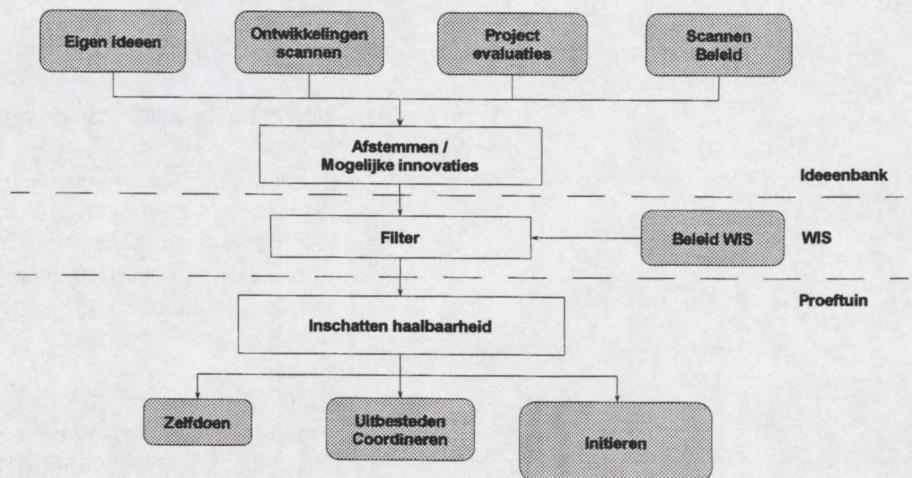 Eigen ideeen
Ontwikkelingen
scannen
Project
evaluaties
Scannen
Beleid
Afstemmen /
Mogelijke innovaties
Ideeenbank
Filter
Beleid WIS
WIS
Proeftuin
Inschatten haalbaarheid
Zelfdoen
Uitbesteden
Coordineren
Initieren